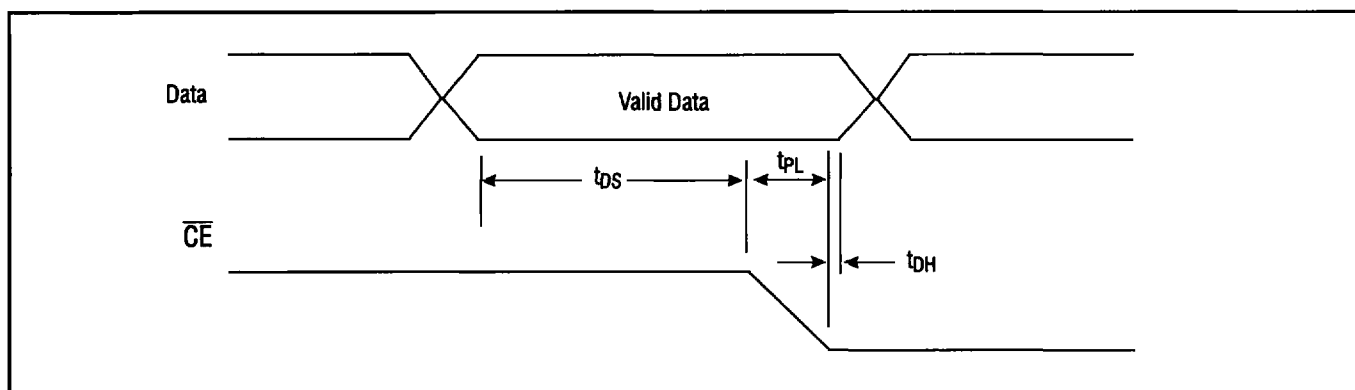 Data
Valid Data
tDS
tPL
CE
tDH